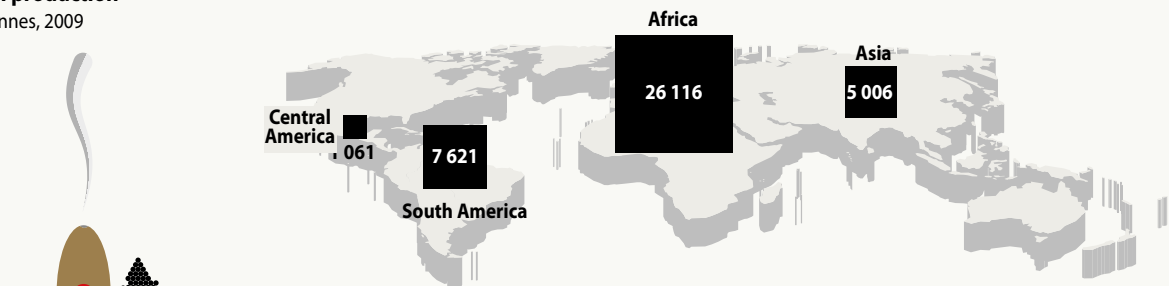 production
nnes, 2009
Africa
26 116
Asia
5 006
Central
America
061
7 621
South America